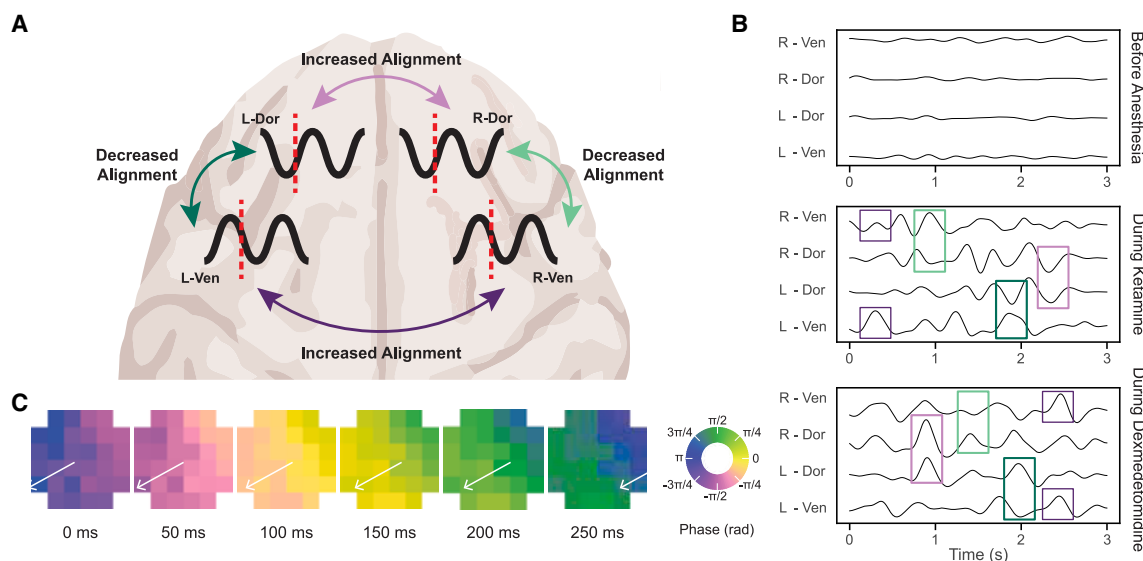 A
Increased Alignment
L-Dor
R-Dor
Decreased
Alignment
Decreased
Alignment
L-Ven
R-Ven
Increased Alignment
B
R - Ven
R - Dor
L - Dor
L - Ven
0
1
2
3
Before Anesthesia
R - Ven
R - Dor
L - Dor
L - Ven
0
1
2
3
During Ketamine
R - Ven
R - Dor
L - Dor
L - Ven
0
1
2
3
Time (s)
During Dexmedetomidine
C
0 ms
50 ms
100 ms
150 ms
200 ms
250 ms
π/2
3π/4
π/4
π
0
-3π/4
-π/4
-π/2
Phase (rad)